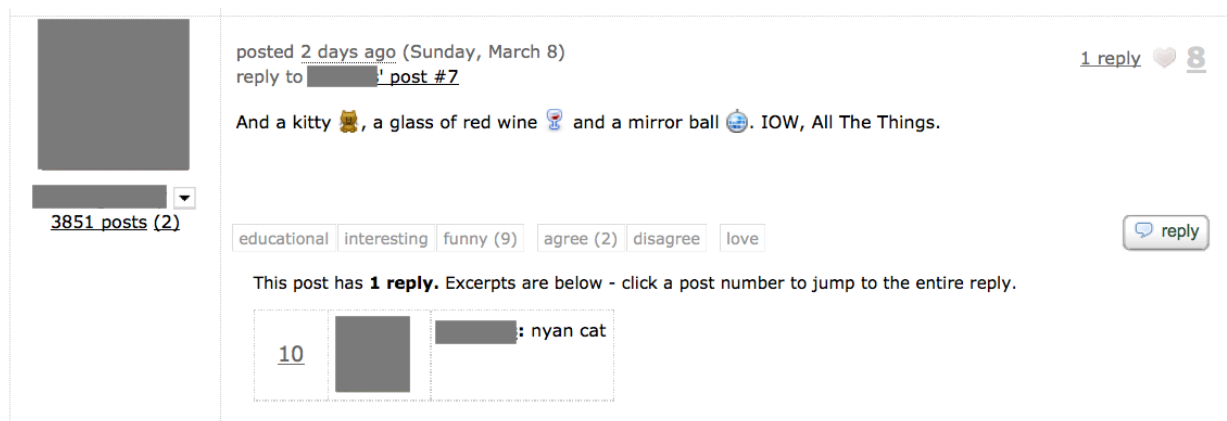 posted 2 days ago (Sunday, March 8)
1 reply 8
reply to ' post #7
And a kitty, a glass of red wine and a mirror ball. IOW, All The Things.
3851 posts (2)
educational interesting funny (9) agree (2) disagree love
reply
This post has 1 reply. Excerpts are below - click a post number to jump to the entire reply.
10
: nyan cat